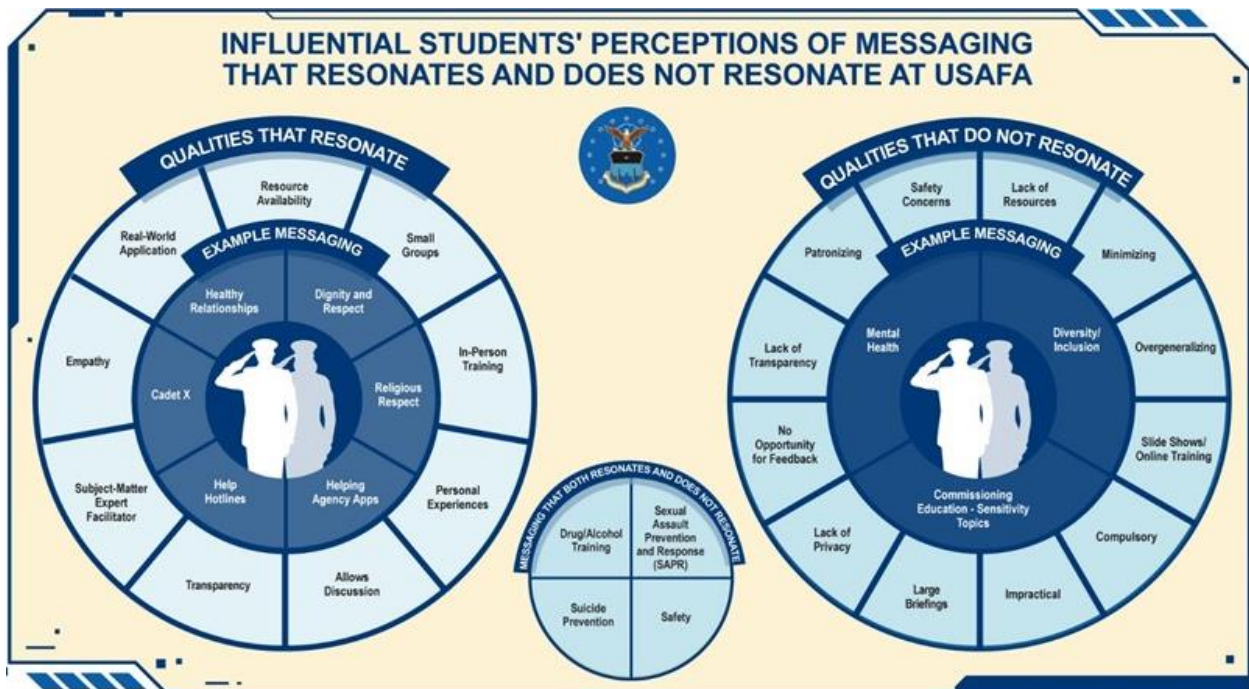 INFLUENTIAL STUDENTS' PERCEPTIONS OF MESSAGING
THAT RESONATES AND DOES NOT RESONATE AT USAFA
QUALITIES THAT RESONATE
Resource
Availability
Small
Groups
In-Person
Training
Personal
Experiences
Allows
Discussion
Transparency
Subject-Matter
Expert
Facilitator
Empathy
Real-World
Application
EXAMPLE MESSAGING
Healthy
Relationships
Dignity and
Respect
Religious
Respect
Helping
Agency Apps
Help
Hotlines
Cadet X
MESSAGING THAT BOTH RESONATES AND DOES NOT RESONATE
Drug/Alcohol
Training
Sexual
Assault
Prevention
and Response
(SAPR)
Suicide
Prevention
Safety
QUALITIES THAT DO NOT RESONATE
Safety
Concerns
Lack of
Resources
Minimizing
Overgeneralizing
Slide Shows/
Online Training
Compulsory
Impractical
Large
Briefings
Lack of
Privacy
No
Opportunity
for Feedback
Lack of
Transparency
Patronizing
EXAMPLE MESSAGING
Mental
Health
Diversity/
Inclusion
Commissioning
Education - Sensitivity
Topics